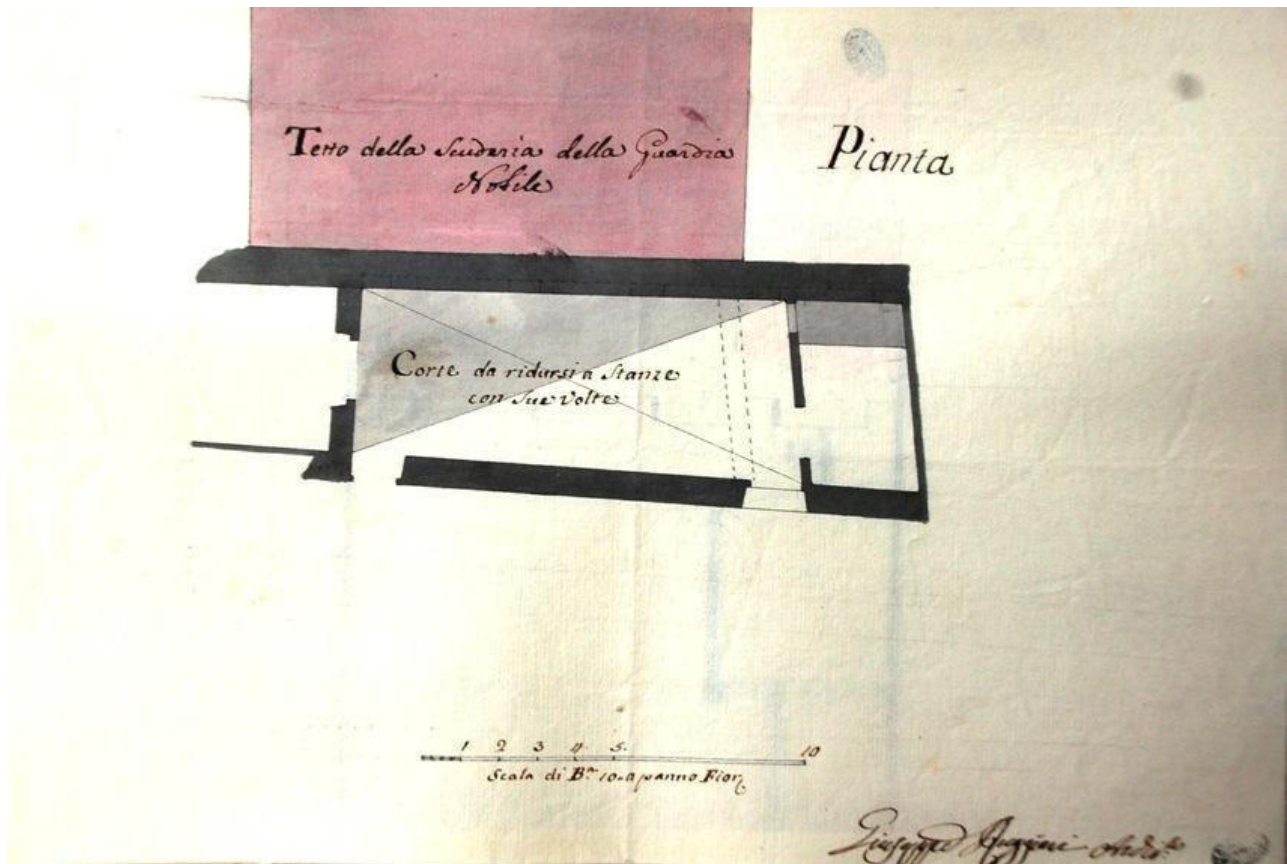 Tetto della Scuderia della Guardia
Nobile
Pianta
Corte da ridursi a Stanze
con Sue Volte
1 2 3 4 5 10
Scala di B.ª 10 a panno Fior.
Giuseppe Ruggieri